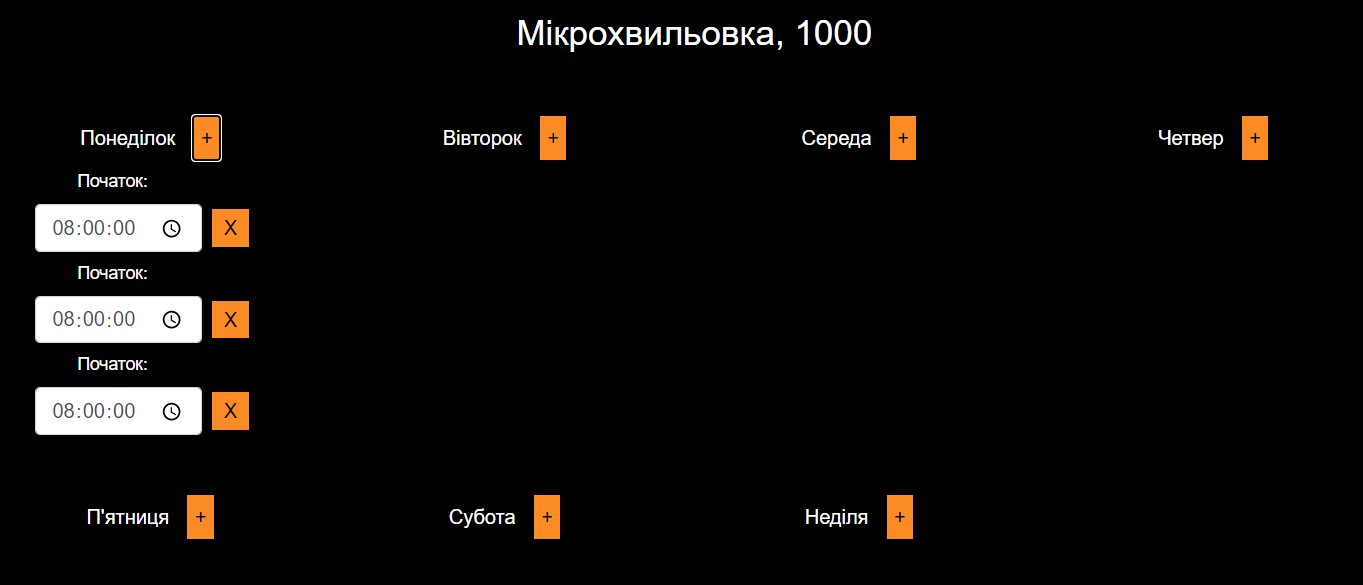 Мікрохвильовка, 1000
Понеділок + Вівторок + Середа + Четвер +
Початок:
08:00:00 X
Початок:
08:00:00 X
Початок:
08:00:00 X
П'ятниця + Субота + Неділя +